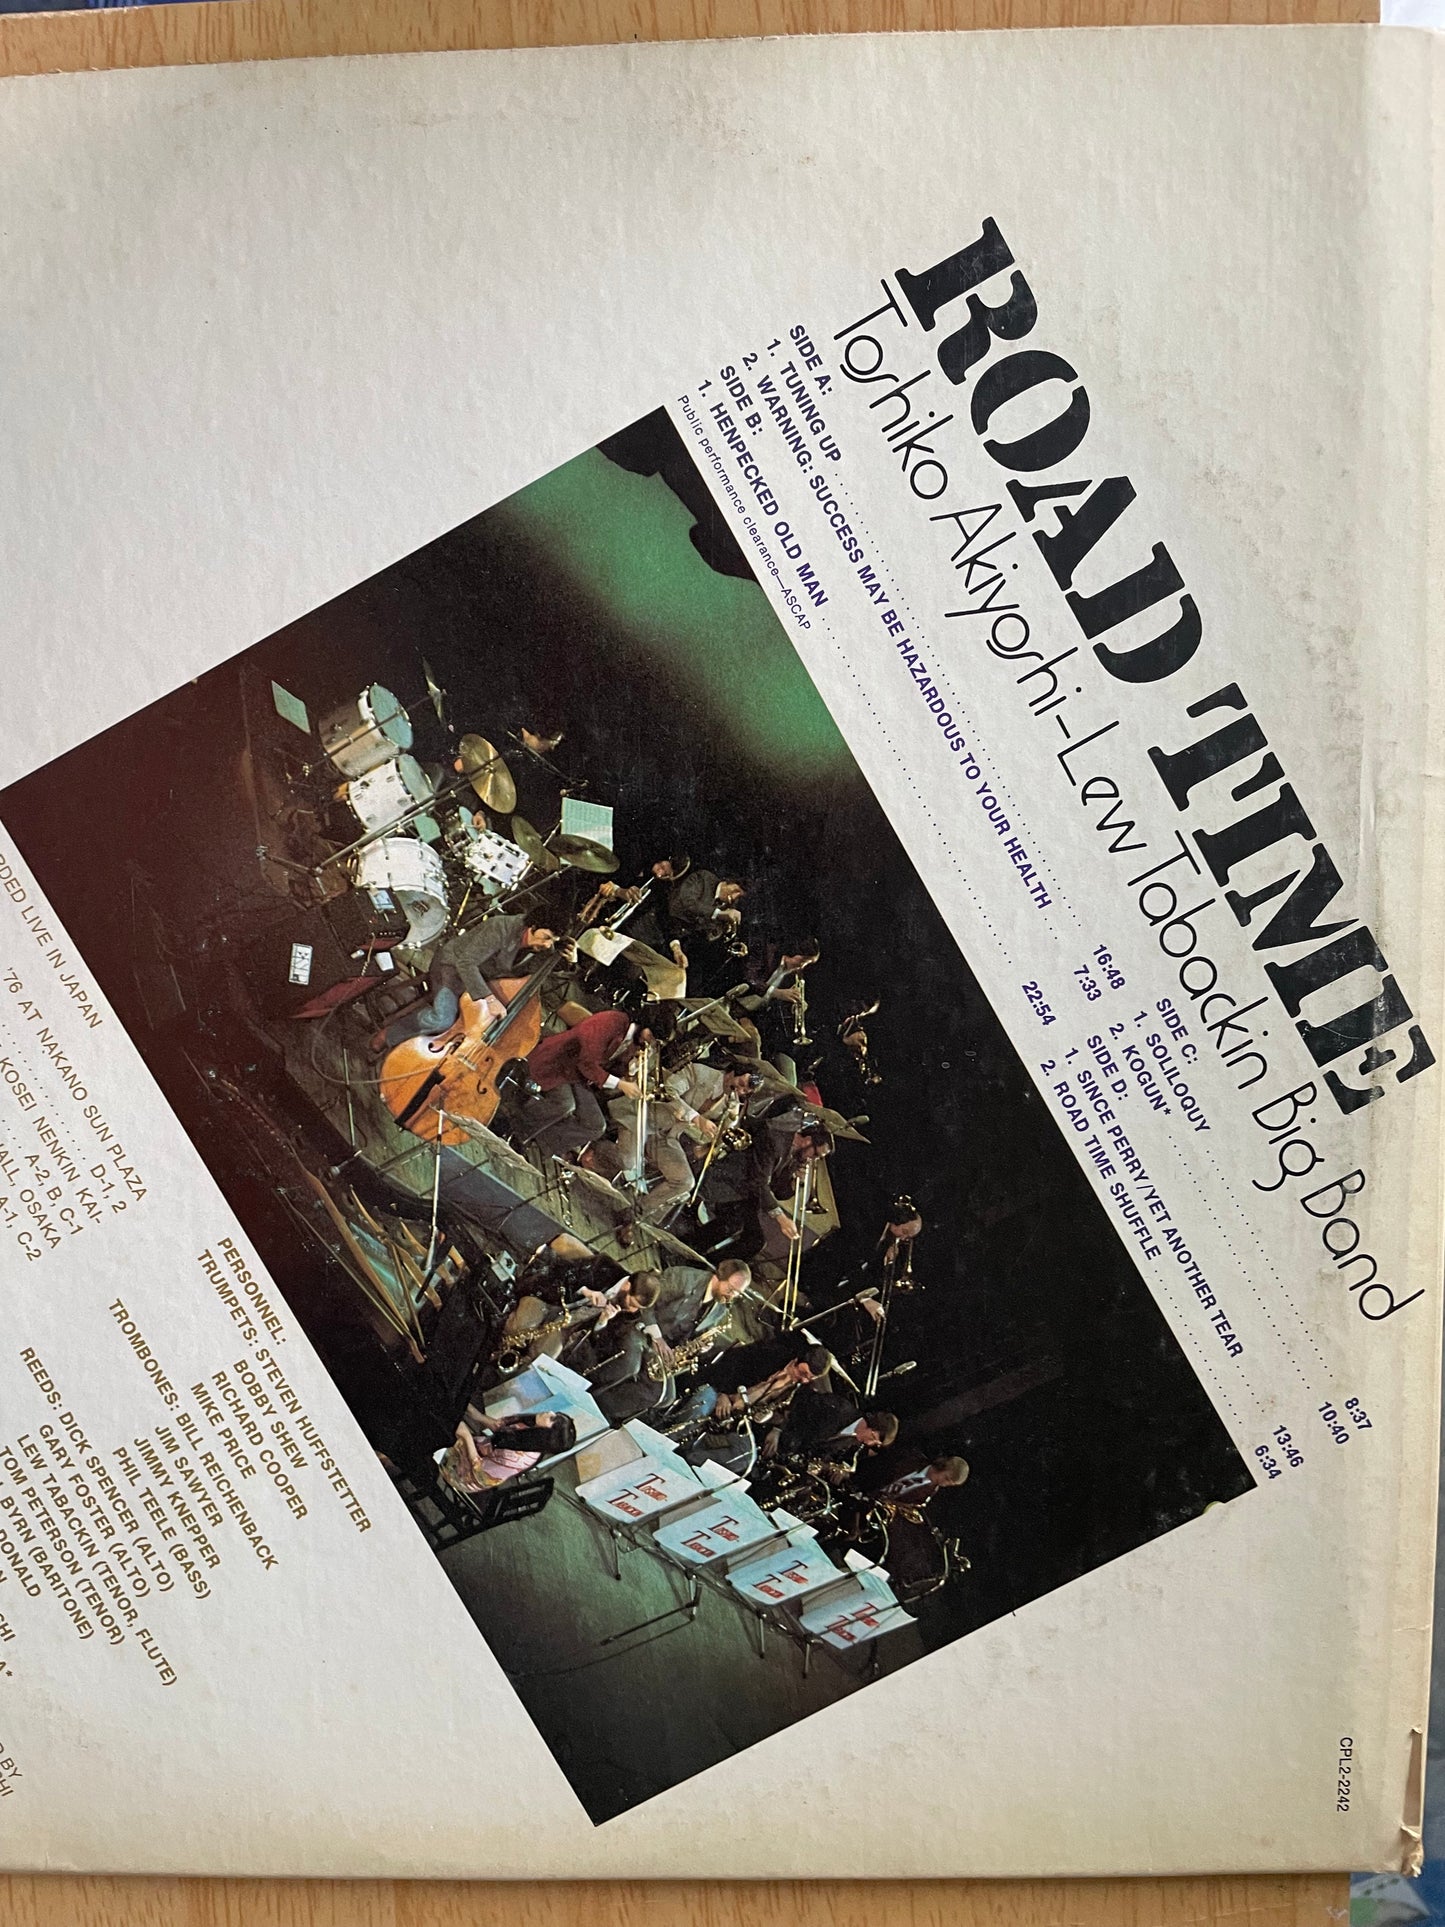 ROAD TIME
Toshiko Akiyoshi-Lew Tabackin Big Band
SIDE A:
1. TUNING UP 16:48
2. WARNING: SUCCESS MAY BE HAZARDOUS TO YOUR HEALTH 7:33
SIDE B:
1. HENPECKED OLD MAN 22:54
Public performance clearance—ASCAP
SIDE C:
1. SOLILOQUY 8:37
2. KOGUN* 10:40
SIDE D:
1. SINCE PERRY/YET ANOTHER TEAR 13:46
2. ROAD TIME SHUFFLE 6:34
LIVE IN JAPAN
'76 AT NAKANO SUN PLAZA
D-1, 2
KOSEI NENKIN KAI-
A-2, B, C-1
OSAKA
A-1, C-2
PERSONNEL:
TRUMPETS: STEVEN HUFFSTETTER
BOBBY SHEW
RICHARD COOPER
MIKE PRICE
TROMBONES: BILL REICHENBACK
JIM SAWYER
JIMMY KNEPPER
PHIL TEELE (BASS)
REEDS: DICK SPENCER (ALTO)
GARY FOSTER (ALTO)
LEW TABACKIN (TENOR, FLUTE)
TOM PETERSON (TENOR)
BYRN (BARITONE)
DONALD
BY
CPL2-2242